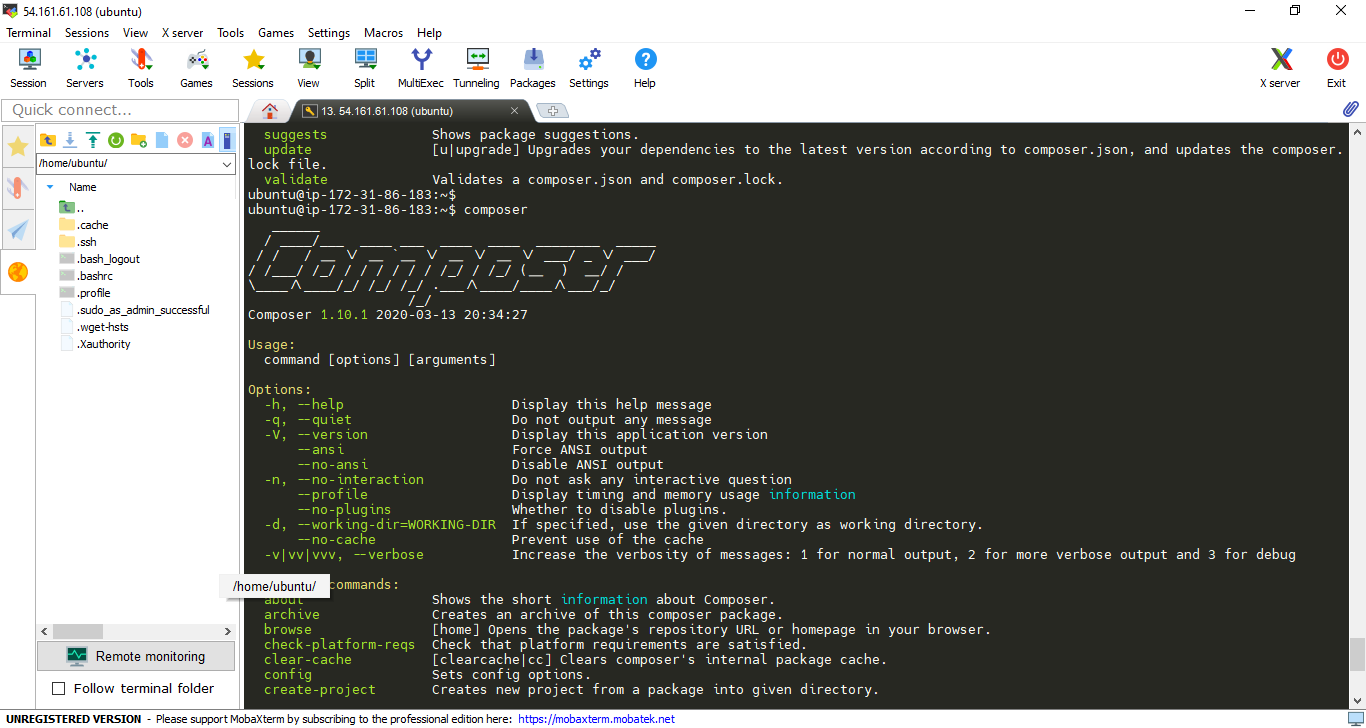 54.161.61.108 (ubuntu)
Terminal Sessions View X server Tools Games Settings Macros Help
Session Servers Tools Games Sessions View Split MultiExec Tunneling Packages Settings Help X server Exit
Quick connect...
13. 54.161.61.108 (ubuntu)
/home/ubuntu/
Name
..
.cache
.ssh
.bash_logout
.bashrc
.profile
.sudo_as_admin_successful
.wget-hsts
.Xauthority
Remote monitoring
Follow terminal folder
suggests Shows package suggestions.
update [u|upgrade] Upgrades your dependencies to the latest version according to composer.json, and updates the composer.
lock file.
validate Validates a composer.json and composer.lock.
ubuntu@ip-172-31-86-183:~$
ubuntu@ip-172-31-86-183:~$ composer
Composer
Composer 1.10.1 2020-03-13 20:34:27
Usage:
command [options] [arguments]
Options:
-h, --help Display this help message
-q, --quiet Do not output any message
-V, --version Display this application version
--ansi Force ANSI output
--no-ansi Disable ANSI output
-n, --no-interaction Do not ask any interactive question
--profile Display timing and memory usage information
--no-plugins Whether to disable plugins.
-d, --working-dir=WORKING-DIR If specified, use the given directory as working directory.
--no-cache Prevent use of the cache
-v|vv|vvv, --verbose Increase the verbosity of messages: 1 for normal output, 2 for more verbose output and 3 for debug
/home/ubuntu/ commands:
about Shows the short information about Composer.
archive Creates an archive of this composer package.
browse [home] Opens the package's repository URL or homepage in your browser.
check-platform-reqs Check that platform requirements are satisfied.
clear-cache [clearcache|cc] Clears composer's internal package cache.
config Sets config options.
create-project Creates new project from a package into given directory.
UNREGISTERED VERSION - Please support MobaXterm by subscribing to the professional edition here: https://mobaxterm.mobatek.net